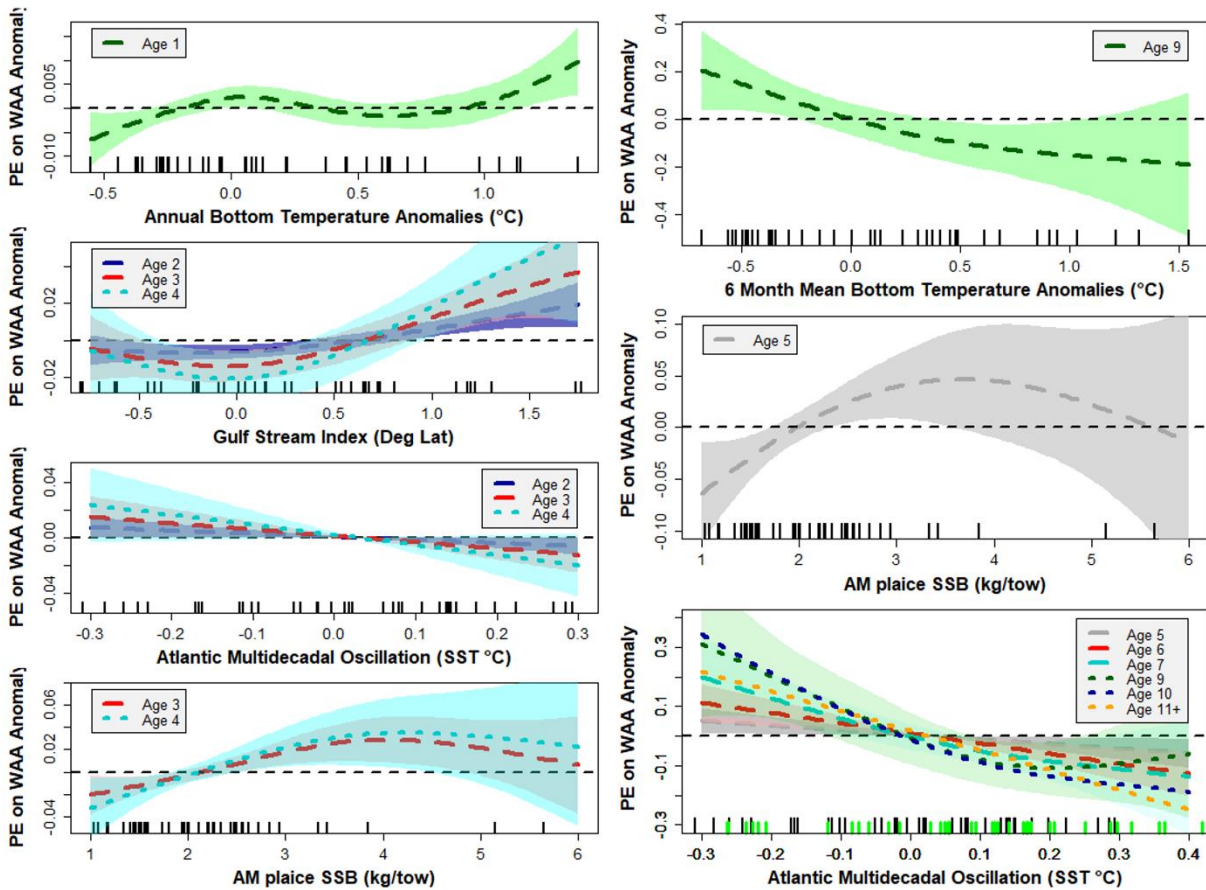 PE on WAA Anomaly
0.005
-0.010
Age 1
-0.5 0.0 0.5 1.0
Annual Bottom Temperature Anomalies (°C)
PE on WAA Anomaly
0.02
-0.02
Age 2
Age 3
Age 4
-0.5 0.0 0.5 1.0 1.5
Gulf Stream Index (Deg Lat)
PE on WAA Anomaly
0.04
0.00
-0.04
Age 2
Age 3
Age 4
-0.3 -0.2 -0.1 0.0 0.1 0.2 0.3
Atlantic Multidecadal Oscillation (SST °C)
PE on WAA Anomaly
0.06
0.02
-0.04
Age 3
Age 4
1 2 3 4 5 6
AM plaice SSB (kg/tow)
PE on WAA Anomaly
0.4
0.2
0.0
-0.2
-0.4
Age 9
-0.5 0.0 0.5 1.0 1.5
6 Month Mean Bottom Temperature Anomalies (°C)
PE on WAA Anomaly
0.10
0.05
0.00
-0.05
-0.10
Age 5
1 2 3 4 5 6
AM plaice SSB (kg/tow)
PE on WAA Anomaly
0.3
0.1
-0.1
-0.3
Age 5
Age 6
Age 7
Age 9
Age 10
Age 11+
-0.3 -0.2 -0.1 0.0 0.1 0.2 0.3 0.4
Atlantic Multidecadal Oscillation (SST °C)